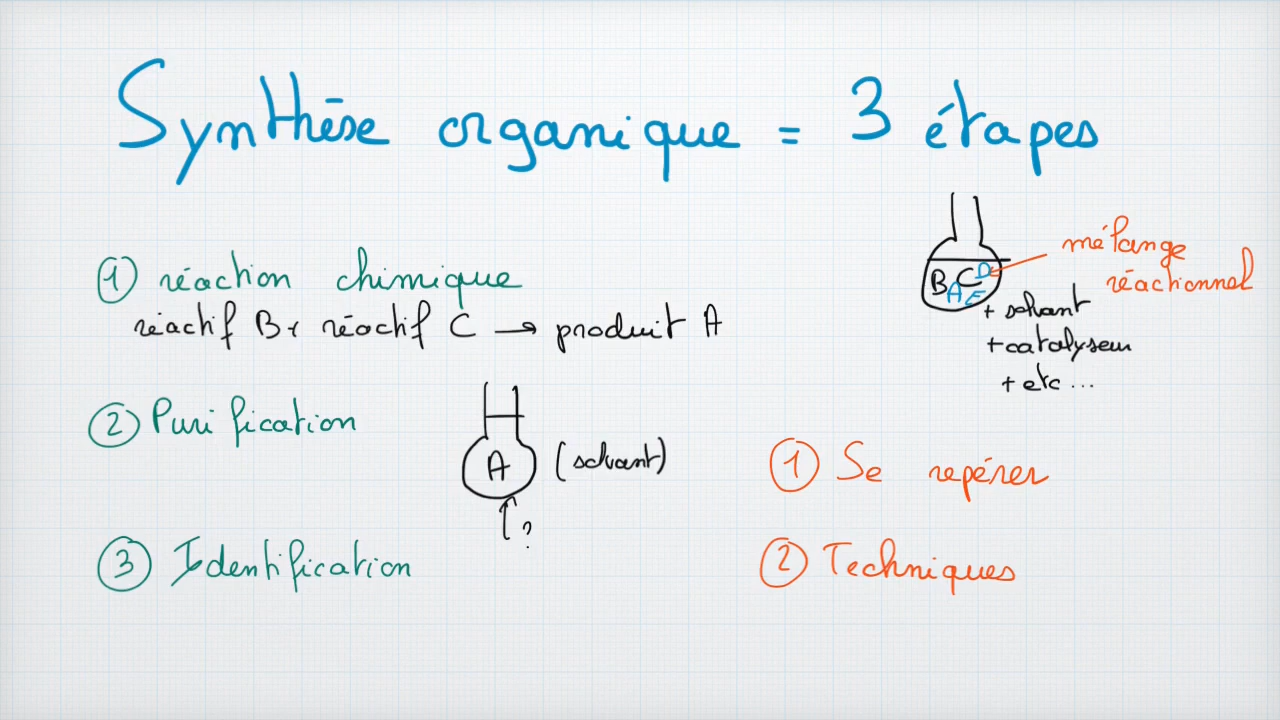 Synthèse organique = 3 étapes
① réaction chimique
réactif B + réactif C → produit A
B C D
A E
mélange
réactionnel
+ solvant
+ catalyseur
+ etc ...
② Purification
A (solvant)
?
③ Identification
① Se repérer
② Techniques